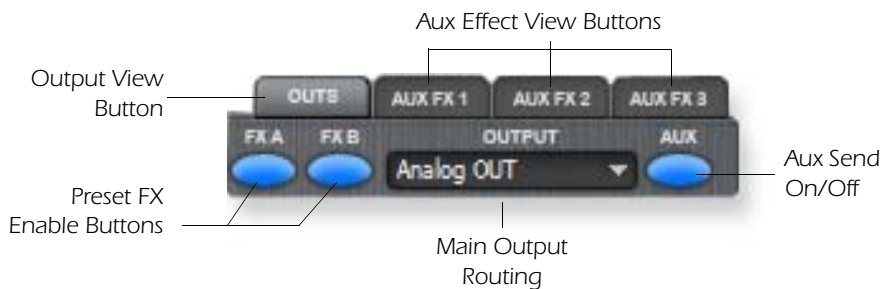 Aux Effect View Buttons
Output View
Button
OUTS
AUX FX 1
AUX FX 2
AUX FX 3
FX A
FX B
OUTPUT
AUX
Analog OUT
Preset FX
Enable Buttons
Main Output
Routing
Aux Send
On/Off